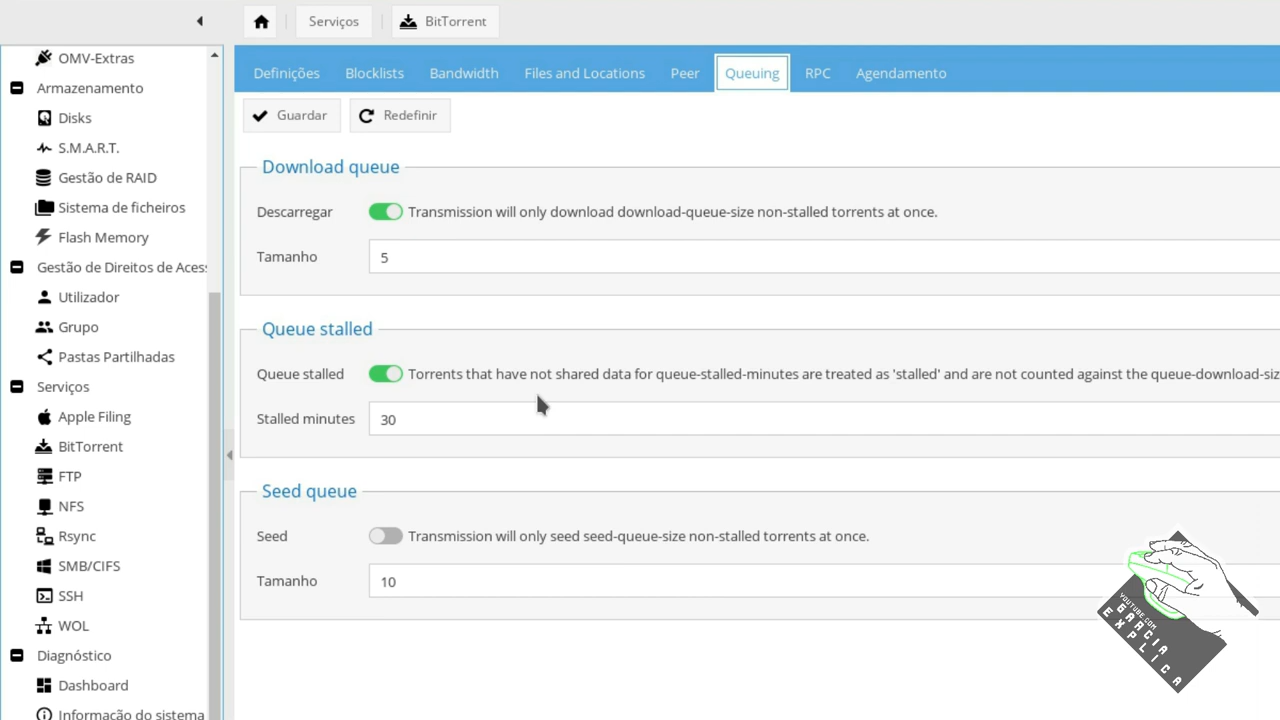 Serviços
BitTorrent
OMV-Extras
Armazenamento
Disks
S.M.A.R.T.
Gestão de RAID
Sistema de ficheiros
Flash Memory
Gestão de Direitos de Acess
Utilizador
Grupo
Pastas Partilhadas
Serviços
Apple Filing
BitTorrent
FTP
NFS
Rsync
SMB/CIFS
SSH
WOL
Diagnóstico
Dashboard
Informação do sistema
Definições Blocklists Bandwidth Files and Locations Peer Queuing RPC Agendamento
Guardar Redefinir
Download queue
Descarregar Transmission will only download download-queue-size non-stalled torrents at once.
Tamanho 5
Queue stalled
Queue stalled Torrents that have not shared data for queue-stalled-minutes are treated as 'stalled' and are not counted against the queue-download-siz
Stalled minutes 30
Seed queue
Seed Transmission will only seed seed-queue-size non-stalled torrents at once.
Tamanho 10
YOUTUBE.COM
GARCIA
EXPLICA